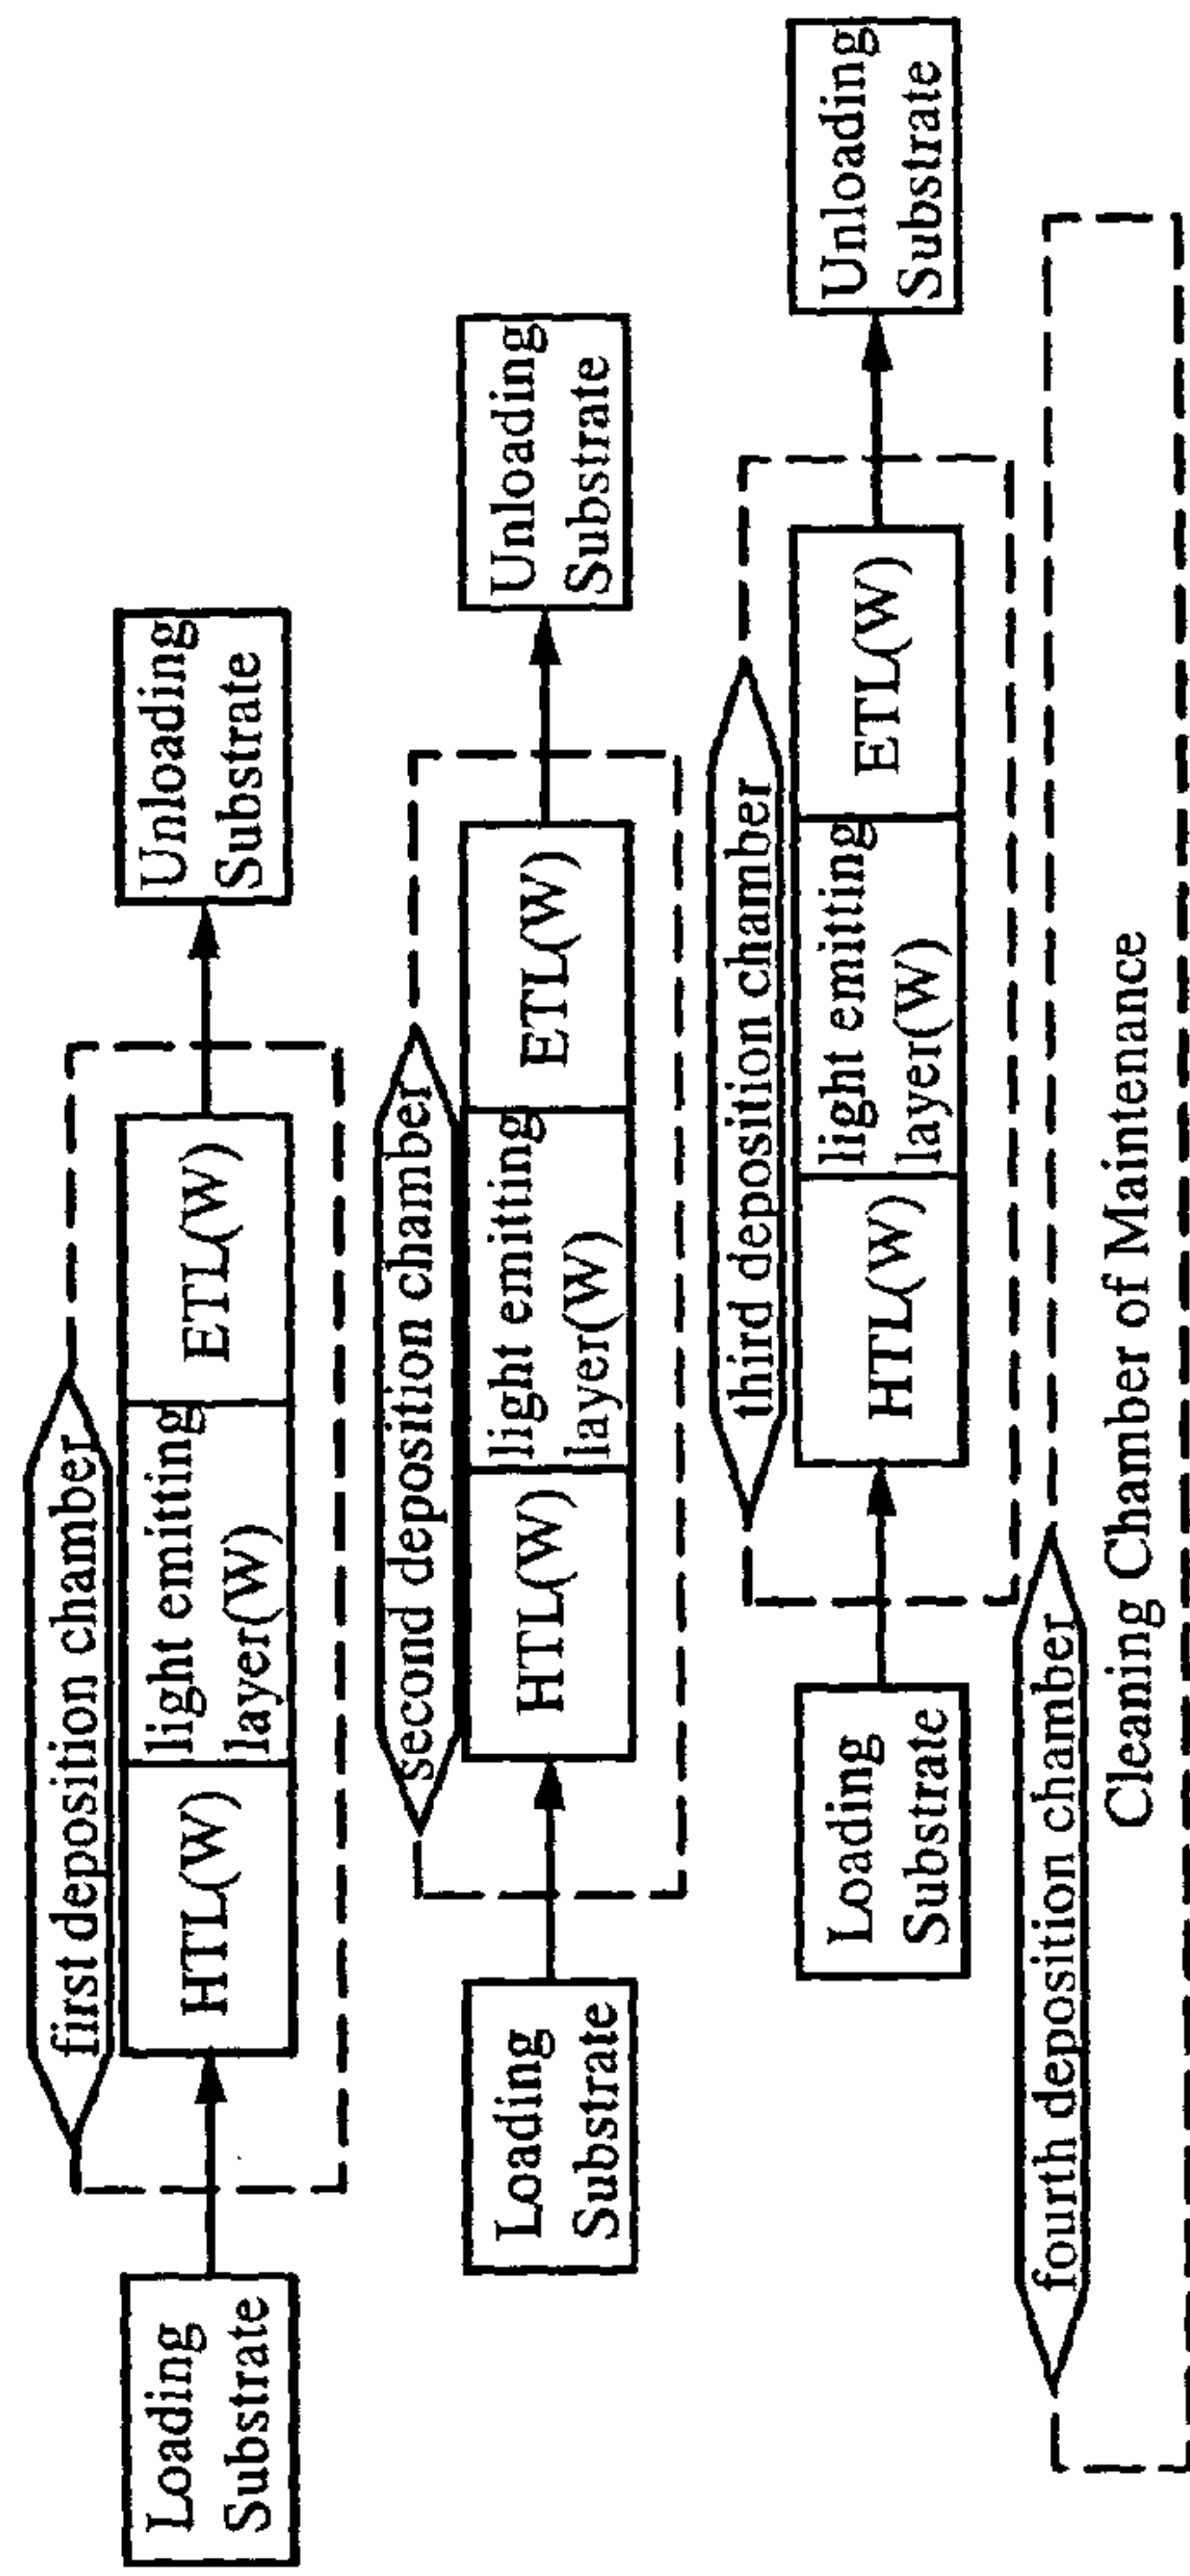 first deposition chamber
Loading
Substrate
HTL(W)
light emitting
layer(W)
ETL(W)
Unloading
Substrate
second deposition chamber
Loading
Substrate
HTL(W)
light emitting
layer(W)
ETL(W)
Unloading
Substrate
third deposition chamber
Loading
Substrate
HTL(W)
light emitting
layer(W)
ETL(W)
Unloading
Substrate
fourth deposition chamber
Cleaning Chamber of Maintenance